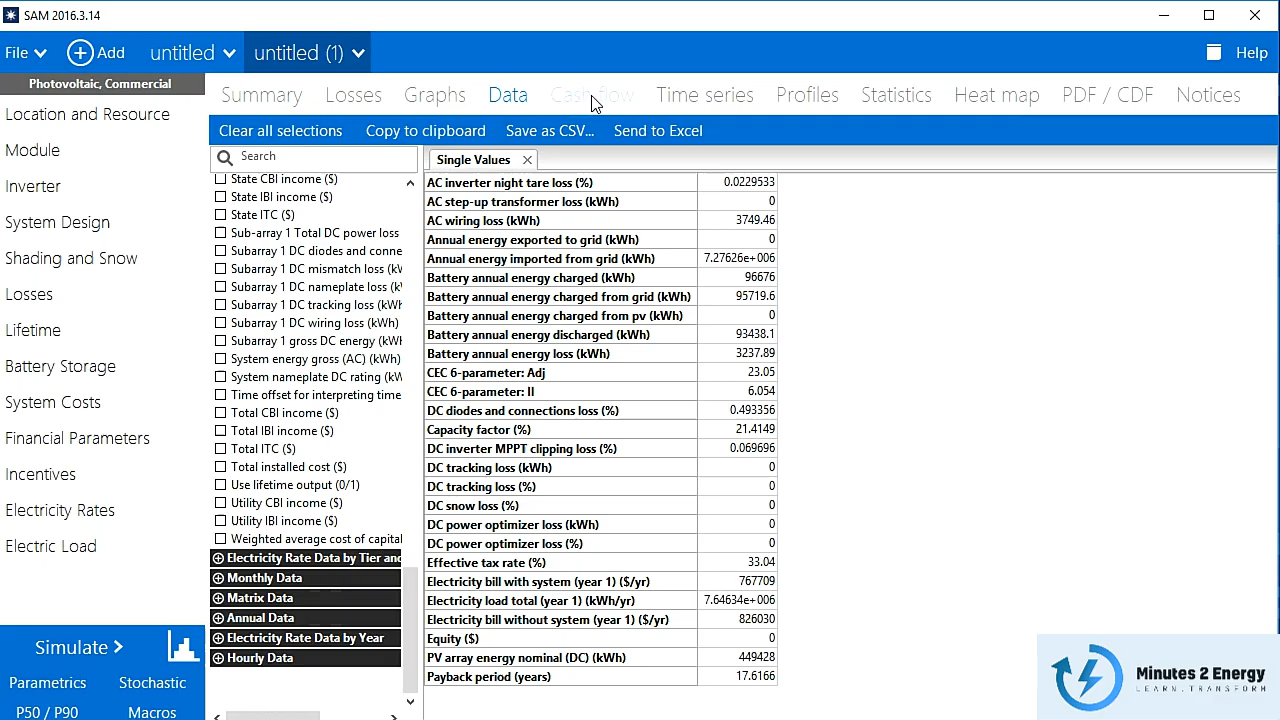 SAM 2016.3.14
File
Add
untitled
untitled (1)
Help
Photovoltaic, Commercial
Location and Resource
Module
Inverter
System Design
Shading and Snow
Losses
Lifetime
Battery Storage
System Costs
Financial Parameters
Incentives
Electricity Rates
Electric Load
Simulate >
Parametrics
Stochastic
P50 / P90
Macros
Summary
Losses
Graphs
Data
Cash flow
Time series
Profiles
Statistics
Heat map
PDF / CDF
Notices
Clear all selections
Copy to clipboard
Save as CSV...
Send to Excel
Search
State CBI income ($)
State IBI income ($)
State ITC ($)
Sub-array 1 Total DC power loss
Subarray 1 DC diodes and conne
Subarray 1 DC mismatch loss (kW
Subarray 1 DC nameplate loss (k
Subarray 1 DC tracking loss (kWh
Subarray 1 DC wiring loss (kWh)
Subarray 1 gross DC energy (kWh
System energy gross (AC) (kWh)
System nameplate DC rating (kW
Time offset for interpreting time
Total CBI income ($)
Total IBI income ($)
Total ITC ($)
Total installed cost ($)
Use lifetime output (0/1)
Utility CBI income ($)
Utility IBI income ($)
Weighted average cost of capital
Electricity Rate Data by Tier and
Monthly Data
Matrix Data
Annual Data
Electricity Rate Data by Year
Hourly Data
Single Values
AC inverter night tare loss (%) 0.0229533
AC step-up transformer loss (kWh) 0
AC wiring loss (kWh) 3749.46
Annual energy exported to grid (kWh) 0
Annual energy imported from grid (kWh) 7.27626e+006
Battery annual energy charged (kWh) 96676
Battery annual energy charged from grid (kWh) 95719.6
Battery annual energy charged from pv (kWh) 0
Battery annual energy discharged (kWh) 93438.1
Battery annual energy loss (kWh) 3237.89
CEC 6-parameter: Adj 23.05
CEC 6-parameter: Il 6.054
DC diodes and connections loss (%) 0.493356
Capacity factor (%) 21.4149
DC inverter MPPT clipping loss (%) 0.069696
DC tracking loss (kWh) 0
DC tracking loss (%) 0
DC snow loss (%) 0
DC power optimizer loss (kWh) 0
DC power optimizer loss (%) 0
Effective tax rate (%) 33.04
Electricity bill with system (year 1) ($/yr) 767709
Electricity load total (year 1) (kWh/yr) 7.64634e+006
Electricity bill without system (year 1) ($/yr) 826030
Equity ($) 0
PV array energy nominal (DC) (kWh) 449428
Payback period (years) 17.6166
Minutes 2 Energy
LEARN.TRANSFORM